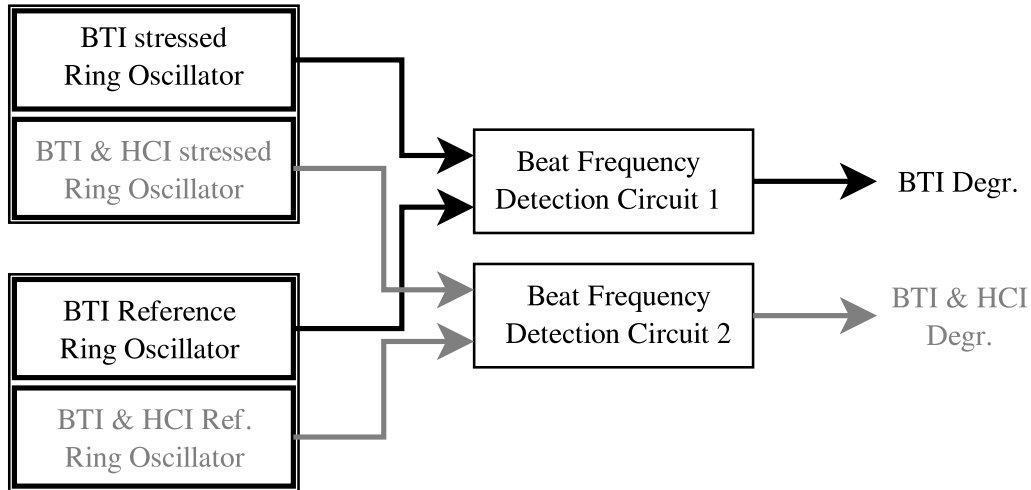 BTI stressed
Ring Oscillator
BTI & HCI stressed
Ring Oscillator
Beat Frequency
Detection Circuit 1
BTI Degr.
BTI Reference
Ring Oscillator
Beat Frequency
Detection Circuit 2
BTI & HCI
Degr.
BTI & HCI Ref.
Ring Oscillator